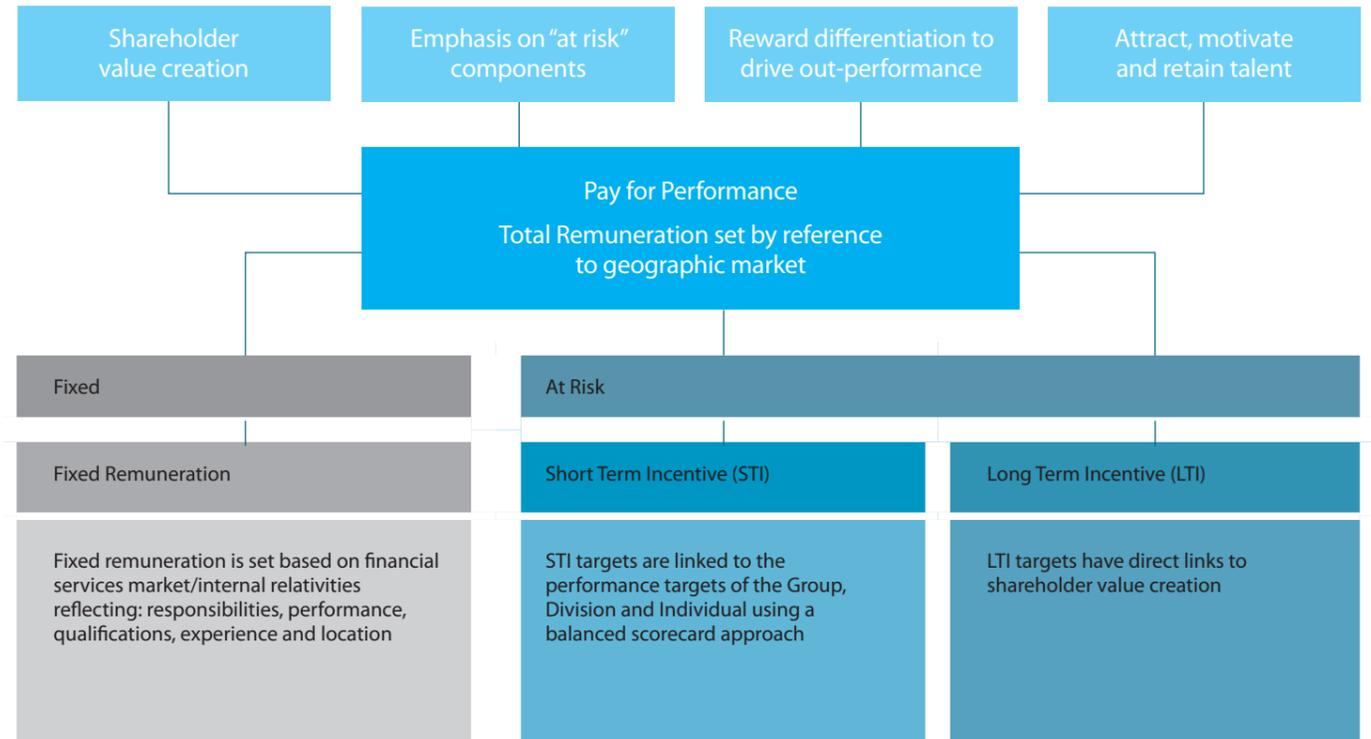 Shareholder
value creation
Emphasis on “at risk”
components
Reward differentiation to
drive out-performance
Attract, motivate
and retain talent
Pay for Performance
Total Remuneration set by reference
to geographic market
Fixed
At Risk
Fixed Remuneration
Short Term Incentive (STI)
Long Term Incentive (LTI)
Fixed remuneration is set based on financial
services market/internal relativities
reflecting: responsibilities, performance,
qualifications, experience and location
STI targets are linked to the
performance targets of the Group,
Division and Individual using a
balanced scorecard approach
LTI targets have direct links to
shareholder value creation